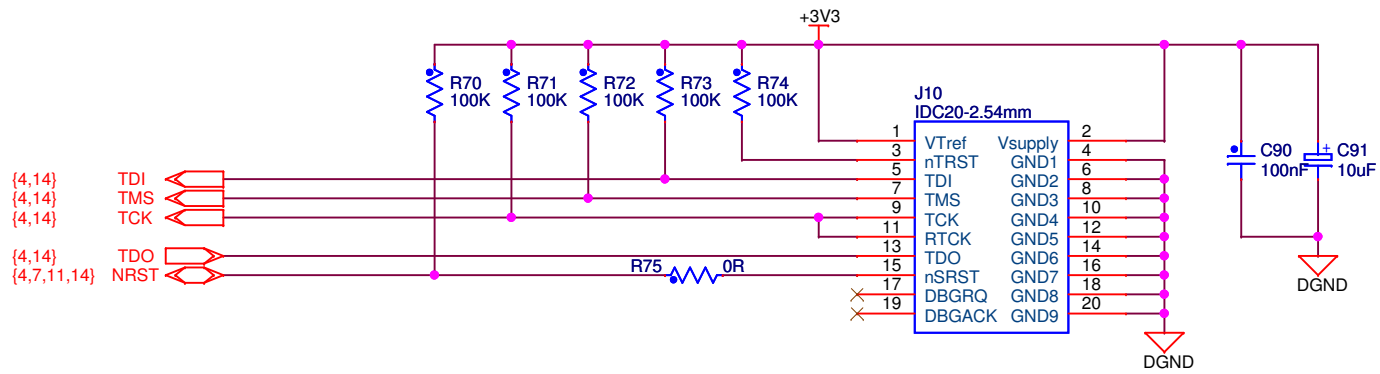 +3V3
R70
100K
R71
100K
R72
100K
R73
100K
R74
100K
J10
IDC20-2.54mm
1 VTref Vsupply 2
3 nTRST GND1 4
{4,14} TDI 5 TDI GND2 6
{4,14} TMS 7 TMS GND3 8
{4,14} TCK 9 TCK GND4 10
11 RTCK GND5 12
{4,14} TDO 13 TDO GND6 14
{4,7,11,14} NRST R75 0R 15 nSRST GND7 16
17 DBGRQ GND8 18
19 DBGACK GND9 20
C90
100nF
C91
10uF
+
DGND
DGND